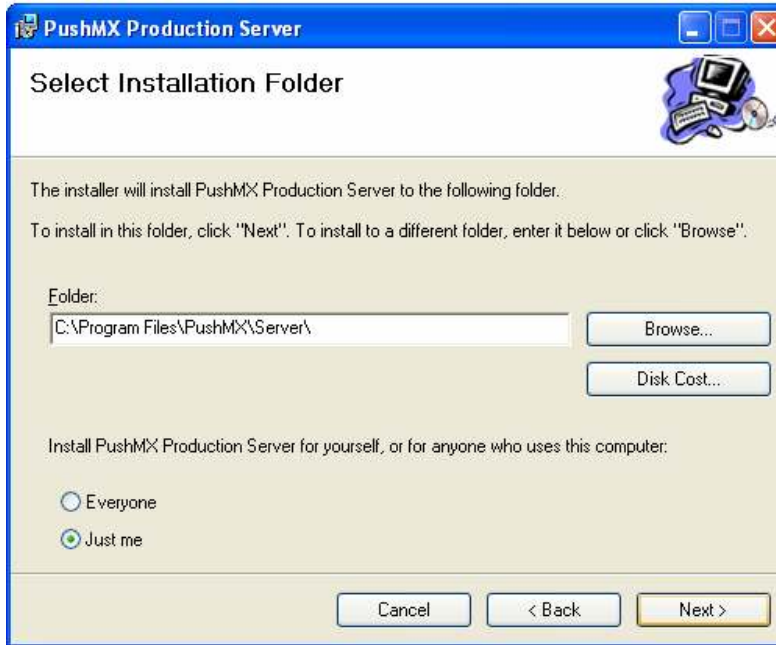 PushMX Production Server
Select Installation Folder
The installer will install PushMX Production Server to the following folder.
To install in this folder, click "Next". To install to a different folder, enter it below or click "Browse".
Folder:
C:\Program Files\PushMX\Server\
Browse...
Disk Cost...
Install PushMX Production Server for yourself, or for anyone who uses this computer:
Everyone
Just me
Cancel
< Back
Next >